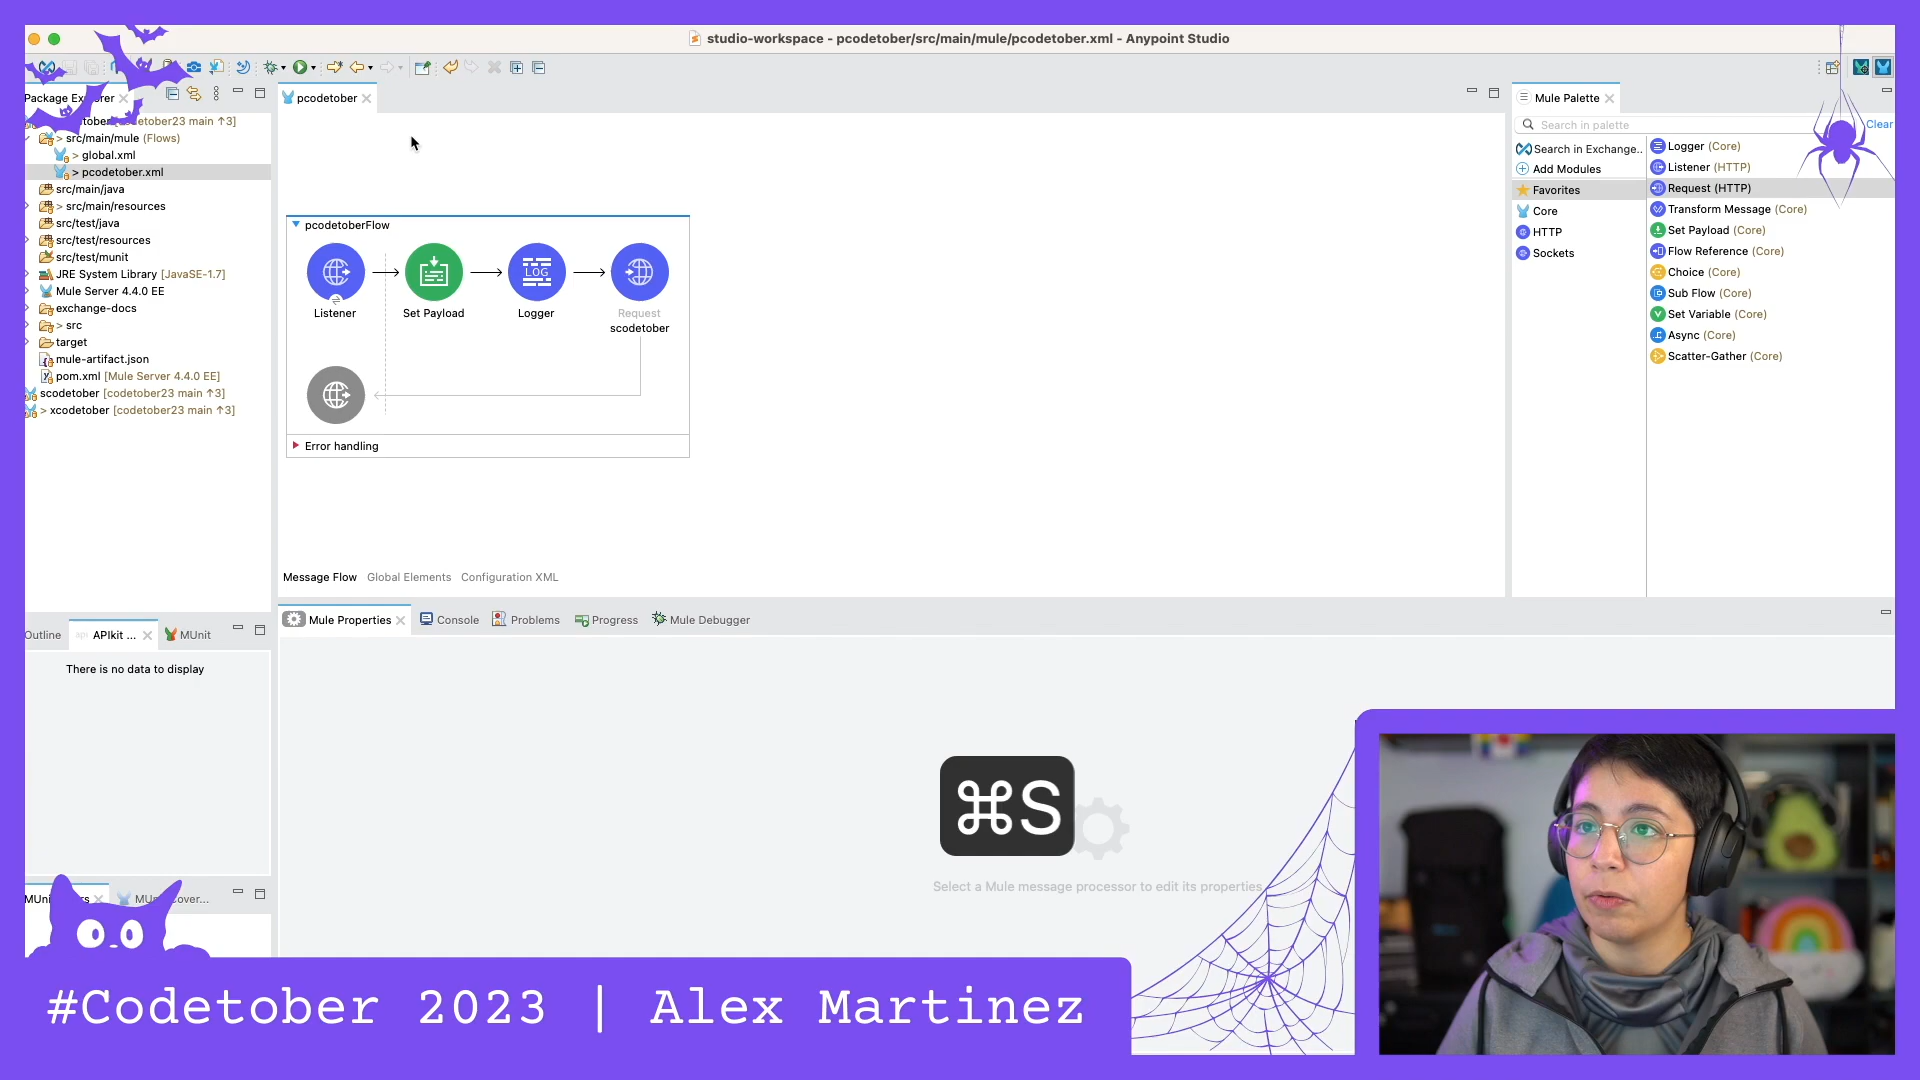 studio-workspace - pcodetober/src/main/mule/pcodetober.xml - Anypoint Studio
Package Explorer
[codetober23 main ↑3]
> src/main/mule (Flows)
> global.xml
> pcodetober.xml
src/main/java
> src/main/resources
src/test/java
src/test/resources
src/test/munit
JRE System Library [JavaSE-1.7]
Mule Server 4.4.0 EE
exchange-docs
> src
target
mule-artifact.json
pom.xml [Mule Server 4.4.0 EE]
scodetober [codetober23 main ↑3]
> xcodetober [codetober23 main ↑3]
pcodetober
pcodetoberFlow
LOG
Listener
Set Payload
Logger
Request
scodetober
Error handling
Message Flow
Global Elements
Configuration XML
Mule Palette
Search in palette
Clear
Search in Exchange..
Add Modules
Favorites
Core
HTTP
Sockets
Logger (Core)
Listener (HTTP)
Request (HTTP)
Transform Message (Core)
Set Payload (Core)
Flow Reference (Core)
Choice (Core)
Sub Flow (Core)
Set Variable (Core)
Async (Core)
Scatter-Gather (Core)
Outline
APIkit ...
MUnit
There is no data to display
Mule Properties
Console
Problems
Progress
Mule Debugger
⌘S
Select a Mule message processor to edit its properties
#Codetober 2023 | Alex Martinez